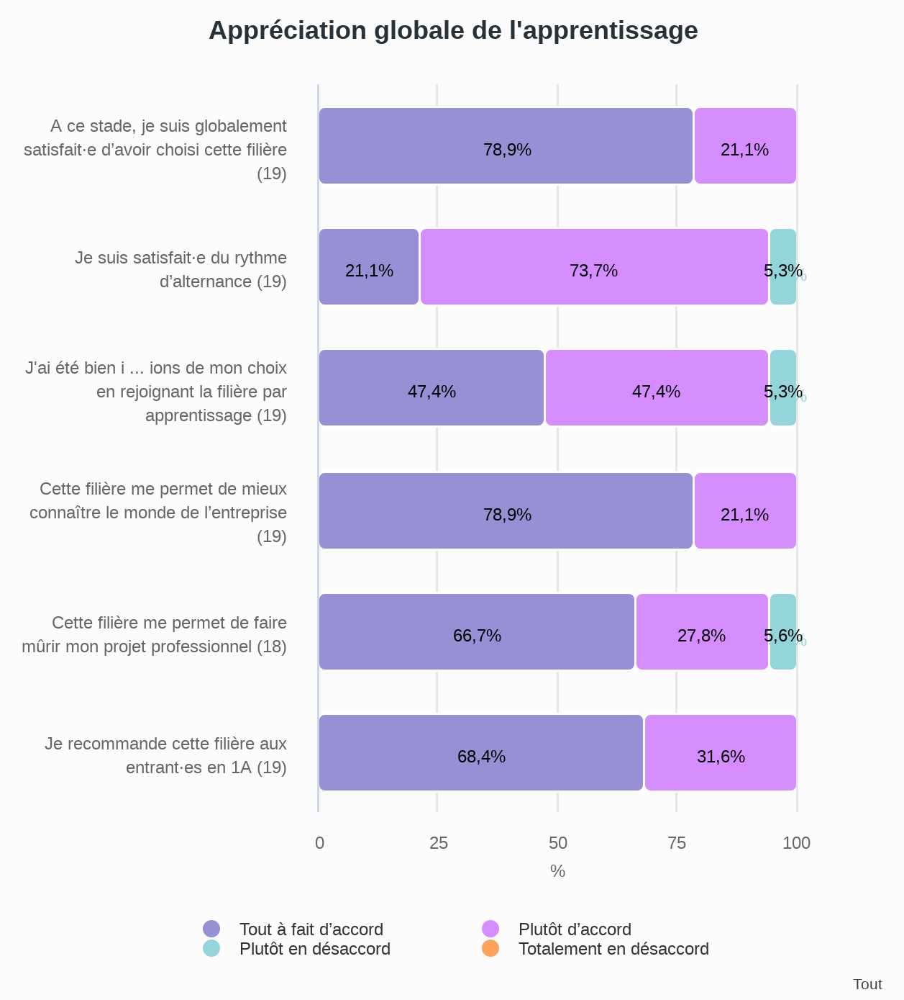 Appréciation globale de l'apprentissage
A ce stade, je suis globalement
satisfait·e d’avoir choisi cette filière
(19)
78,9%
21,1%
Je suis satisfait·e du rythme
d’alternance (19)
21,1%
73,7%
5,3%
J'ai été bien i ... ions de mon choix
en rejoignant la filière par
apprentissage (19)
47,4%
47,4%
5,3%
Cette filière me permet de mieux
connaître le monde de l’entreprise
(19)
78,9%
21,1%
Cette filière me permet de faire
mûrir mon projet professionnel (18)
66,7%
27,8%
5,6%
Je recommande cette filière aux
entrant·es en 1A (19)
68,4%
31,6%
0 25 50 75 100
%
Tout à fait d’accord
Plutôt d’accord
Plutôt en désaccord
Totalement en désaccord
Tout